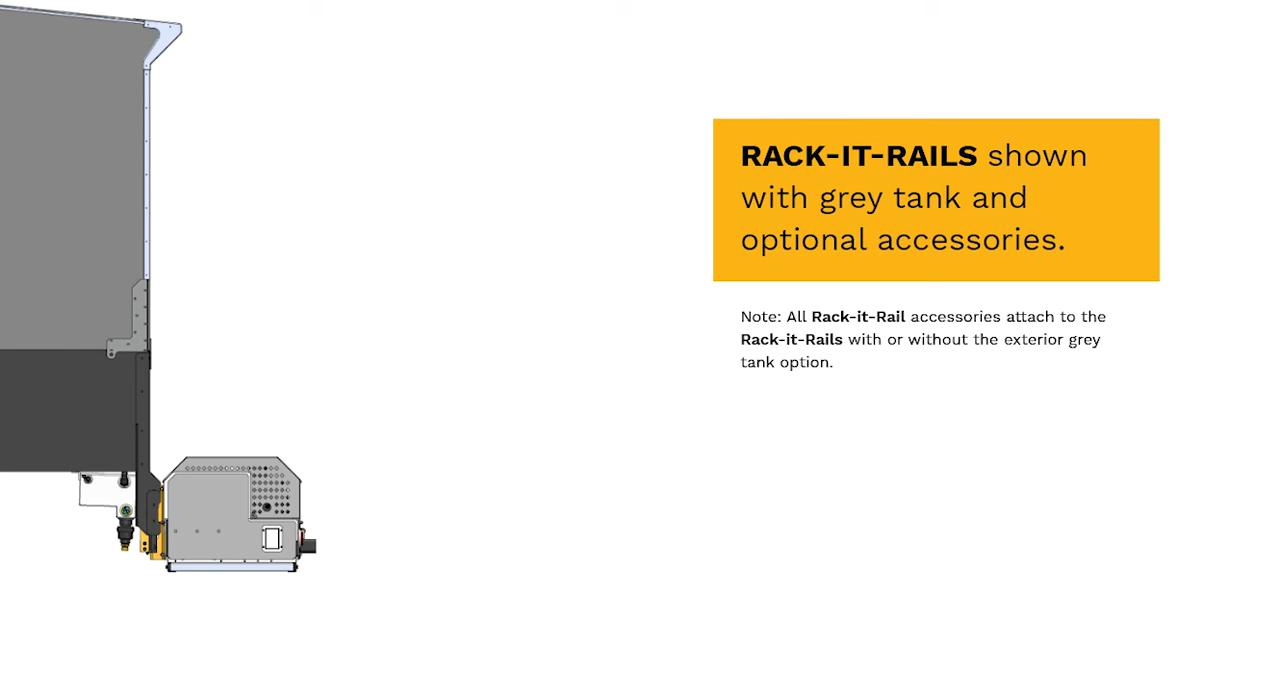 RACK-IT-RAILS shown
with grey tank and
optional accessories.
Note: All Rack-it-Rail accessories attach to the
Rack-it-Rails with or without the exterior grey
tank option.